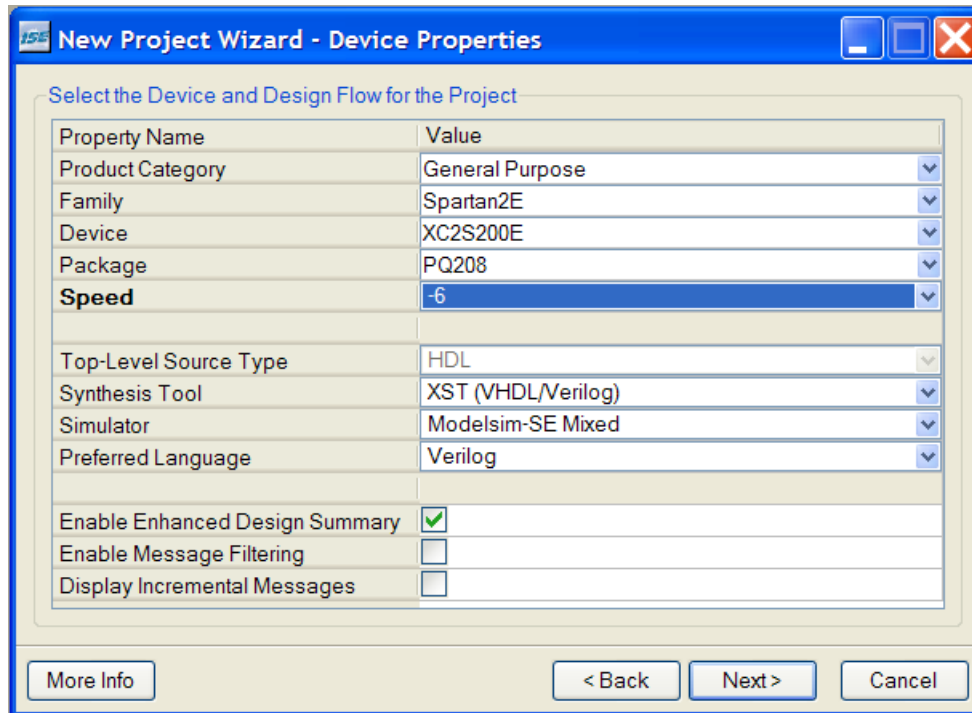 ISE New Project Wizard - Device Properties
Select the Device and Design Flow for the Project
Property Name Value
Product Category General Purpose
Family Spartan2E
Device XC2S200E
Package PQ208
Speed -6
Top-Level Source Type HDL
Synthesis Tool XST (VHDL/Verilog)
Simulator Modelsim-SE Mixed
Preferred Language Verilog
Enable Enhanced Design Summary
Enable Message Filtering
Display Incremental Messages
More Info < Back Next > Cancel